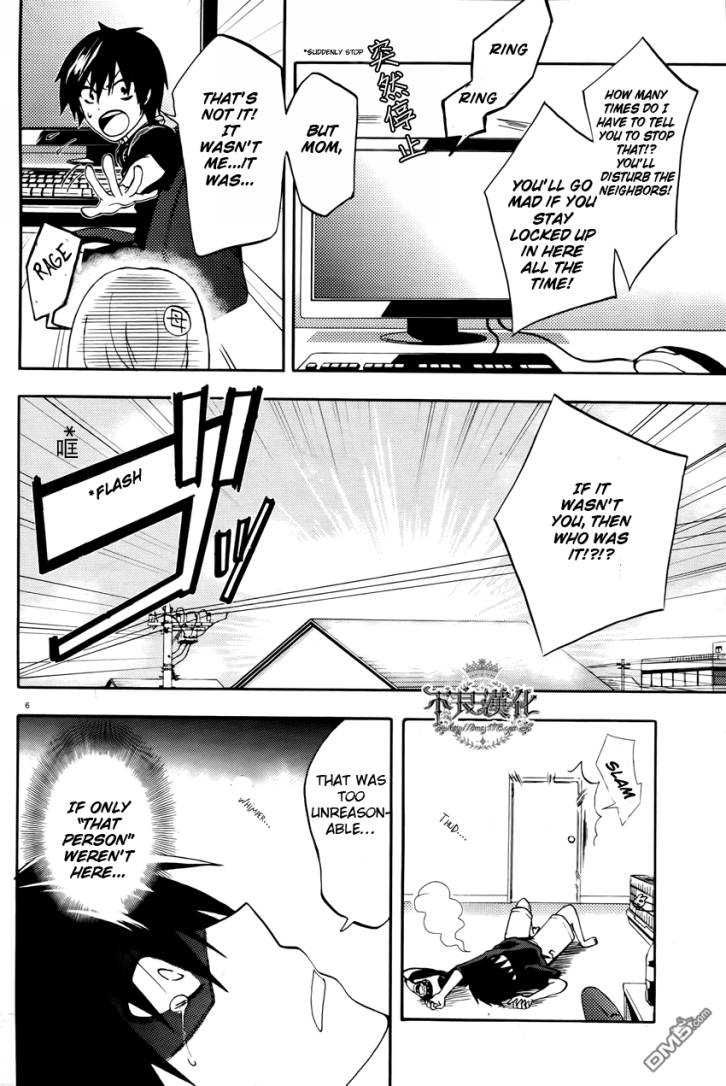 RING
RING
HOW MANY
TIMES DO I
HAVE TO TELL
YOU TO STOP
THAT!?
YOU'LL
DISTURB THE
NEIGHBORS!
YOU'LL GO
MAD IF YOU
STAY
LOCKED UP
IN HERE
ALL THE
TIME!
*SUDDENLY STOP
突然停止
BUT
MOM,
THAT'S
NOT IT!
IT
WASN'T
ME...IT
WAS...
RAGE
母
IF IT
WASN'T
YOU, THEN
WHO WAS
IT!?!?
*FLASH
*
哐
6
不良漢化
SLAM
THUD....
THAT WAS
TOO
UNREASON-
ABLE...
WHIMPER...
IF ONLY
"THAT
PERSON"
WEREN'T
HERE...
DM5.com